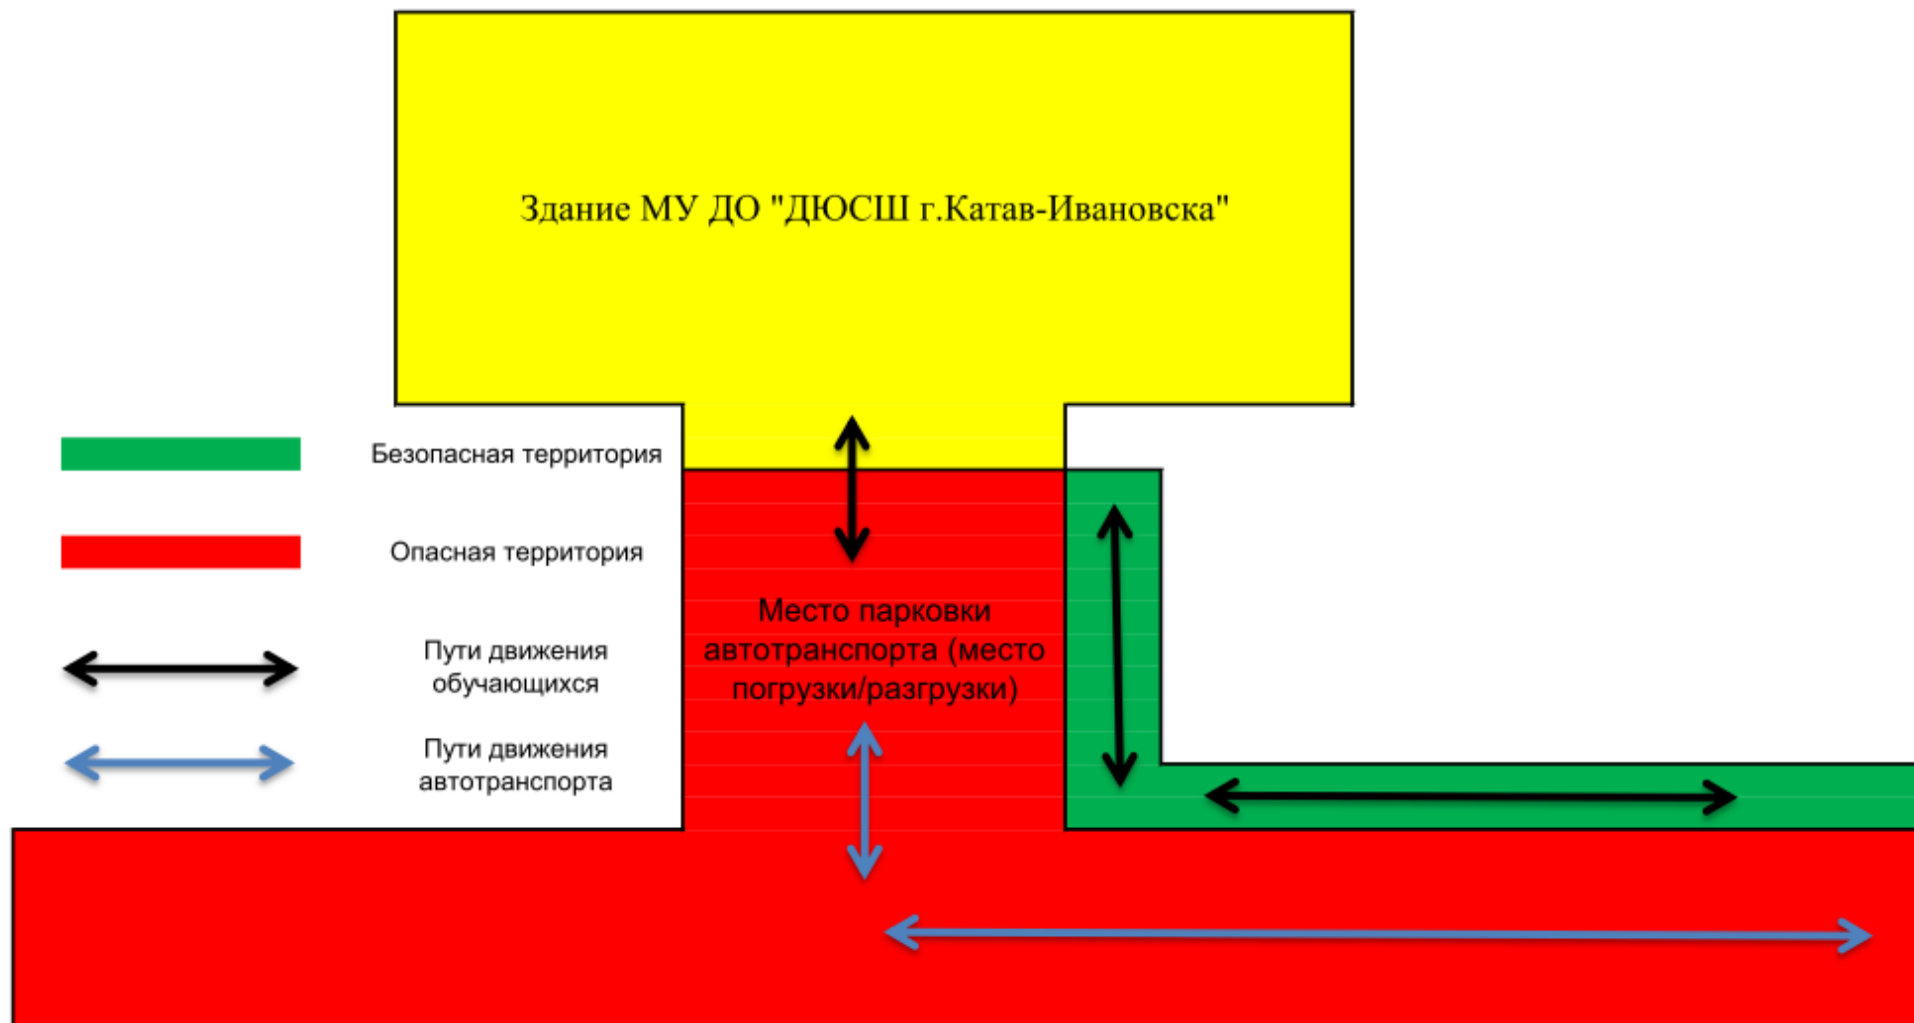 Здание МУ ДО "ДЮСШ г.Катав-Ивановска"
Безопасная территория
Опасная территория
Пути движения
обучающихся
Пути движения
автотранспорта
Место парковки
автотранспорта (место
погрузки/разгрузки)